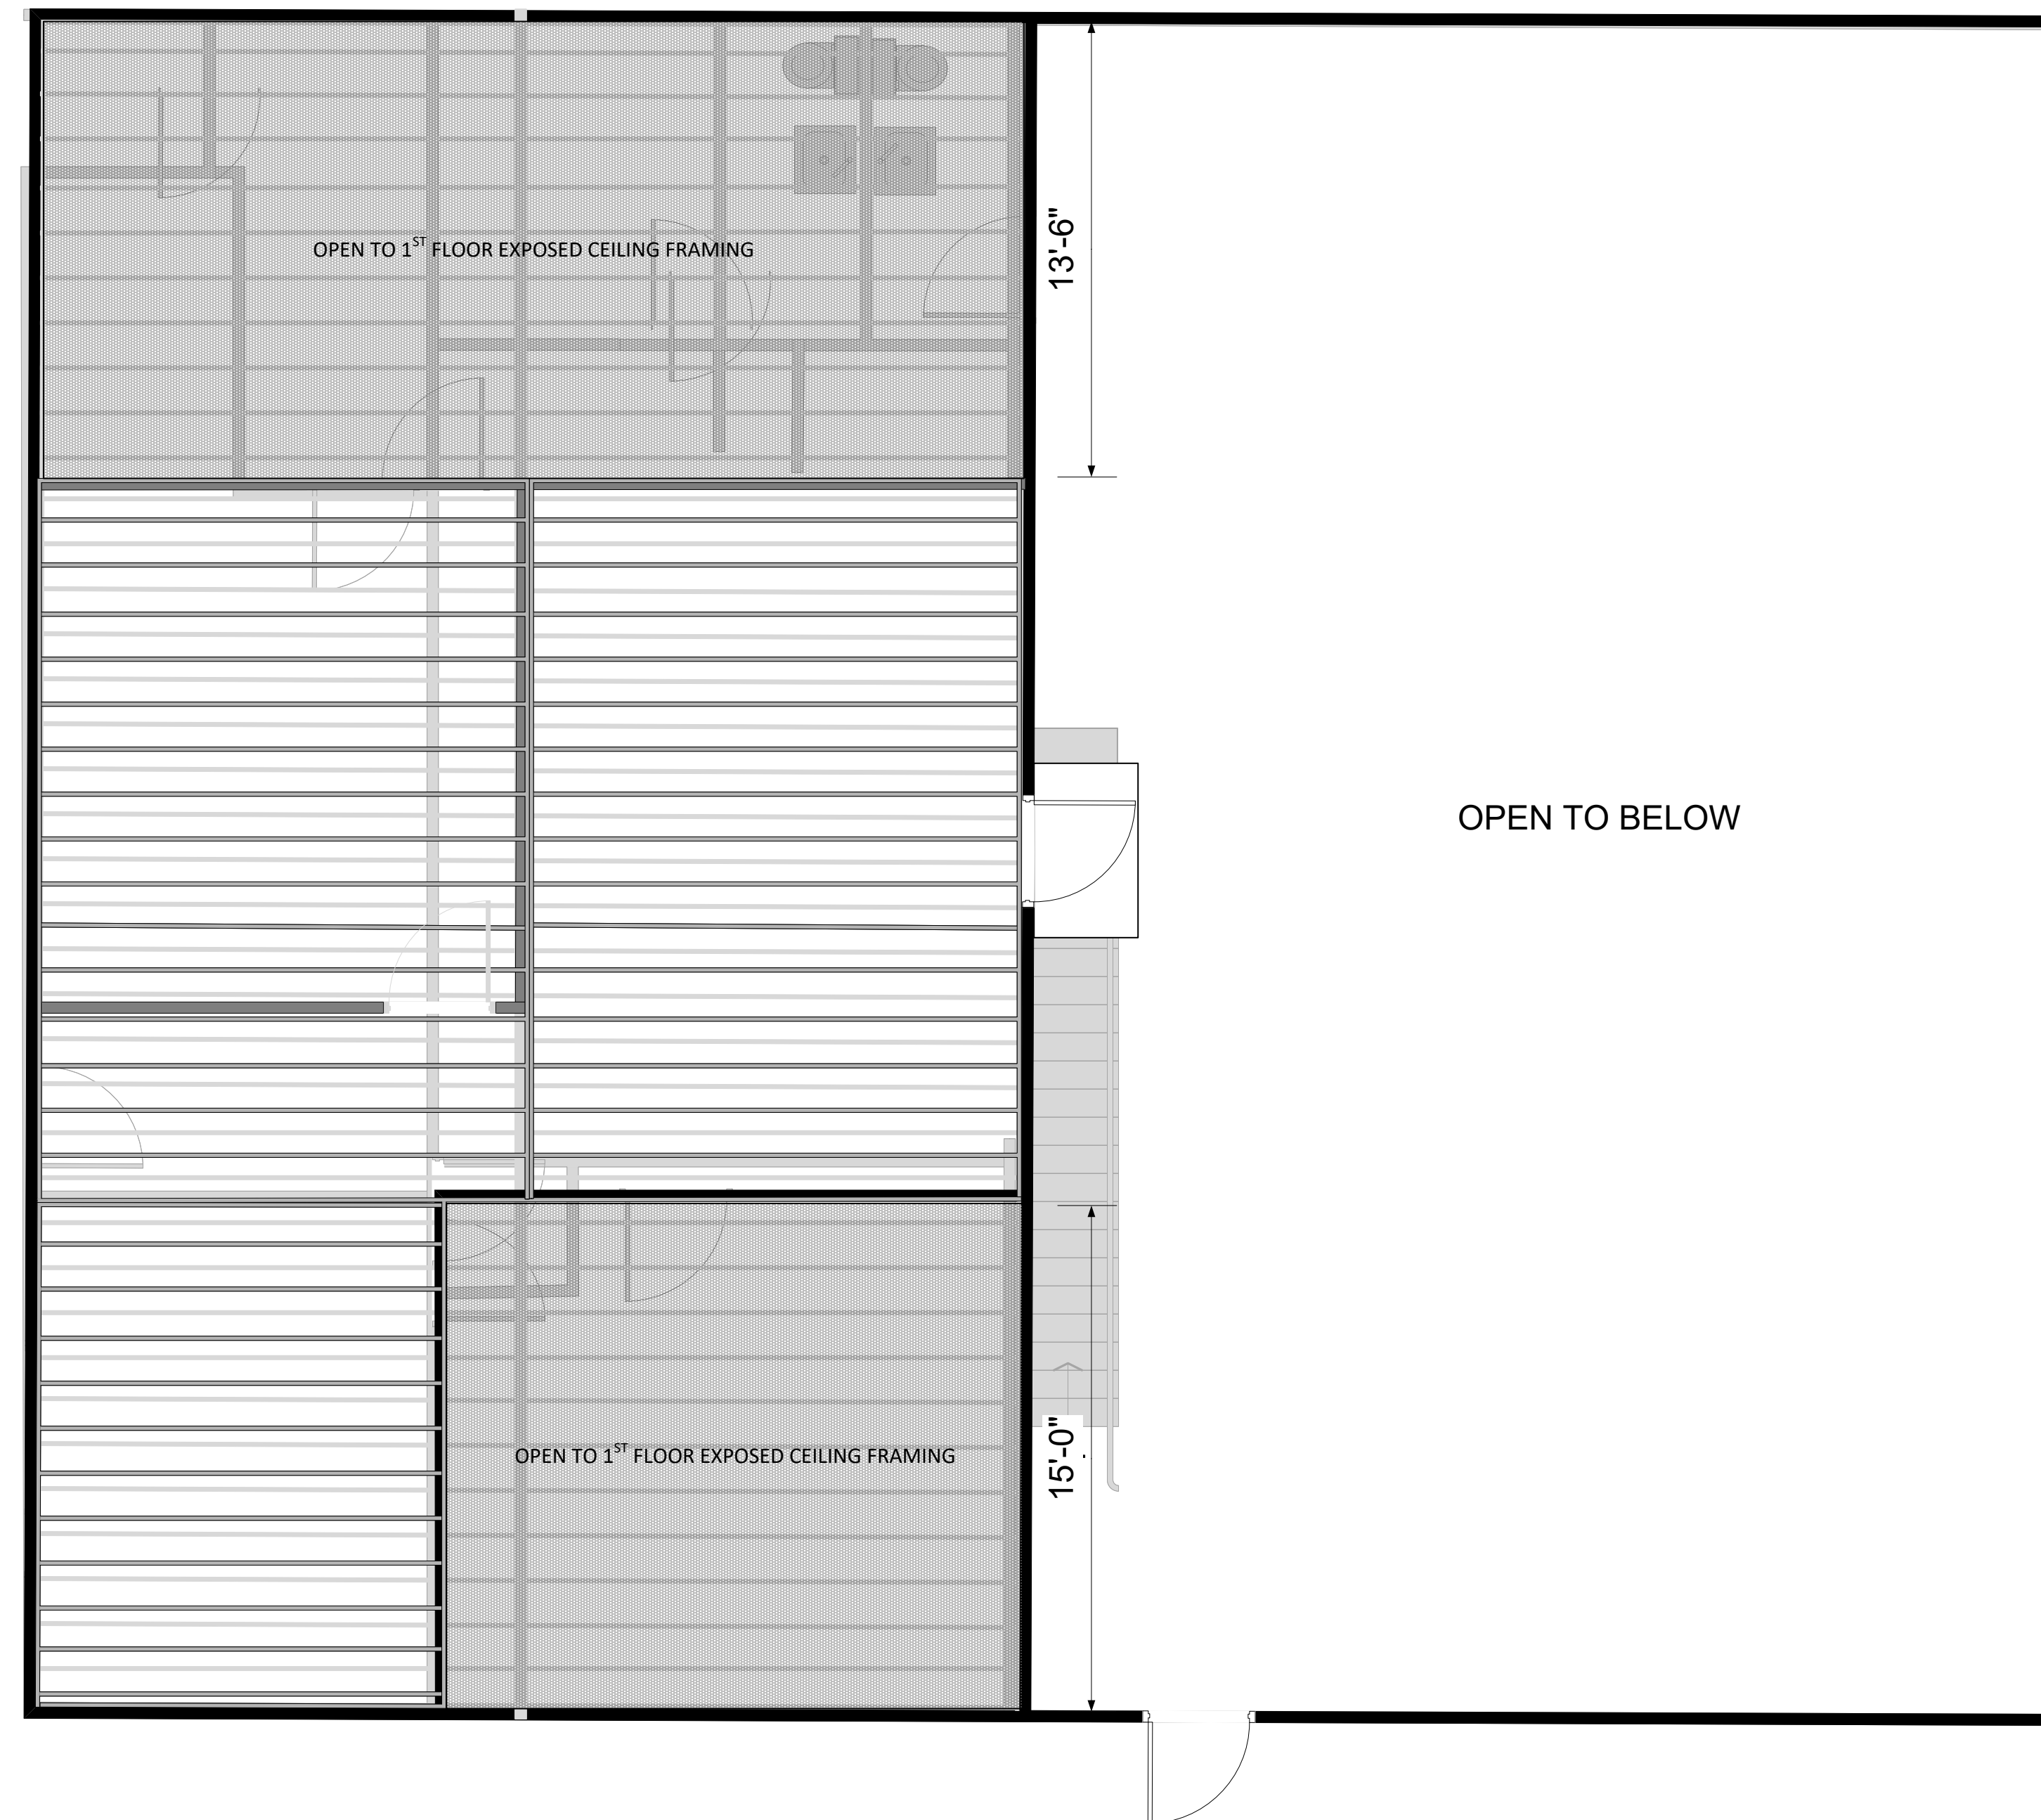 OPEN TO 1ST FLOOR EXPOSED CEILING FRAMING
13'-6"
OPEN TO BELOW
OPEN TO 1ST FLOOR EXPOSED CEILING FRAMING
15'-0"